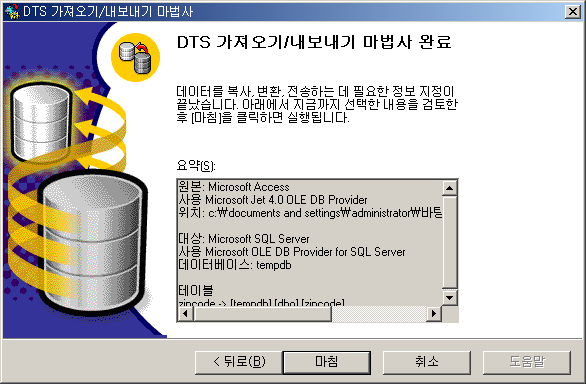 DTS 가져오기/내보내기 마법사
DTS 가져오기/내보내기 마법사 완료
데이터를 복사, 변환, 전송하는 데 필요한 정보 지정이
끝났습니다. 아래에서 지금까지 선택한 내용을 검토한
후 [마침]을 클릭하면 실행됩니다.
요약(S):
원본: Microsoft Access
사용 Microsoft Jet 4.0 OLE DB Provider
위치: c:₩documents and settings₩administrator₩바탕
대상: Microsoft SQL Server
사용 Microsoft OLE DB Provider for SQL Server
데이터베이스: tempdb
테이블
zipcode -> [tempdb].[dbo].[zipcode]
< 뒤로(B)
마침
취소
도움말